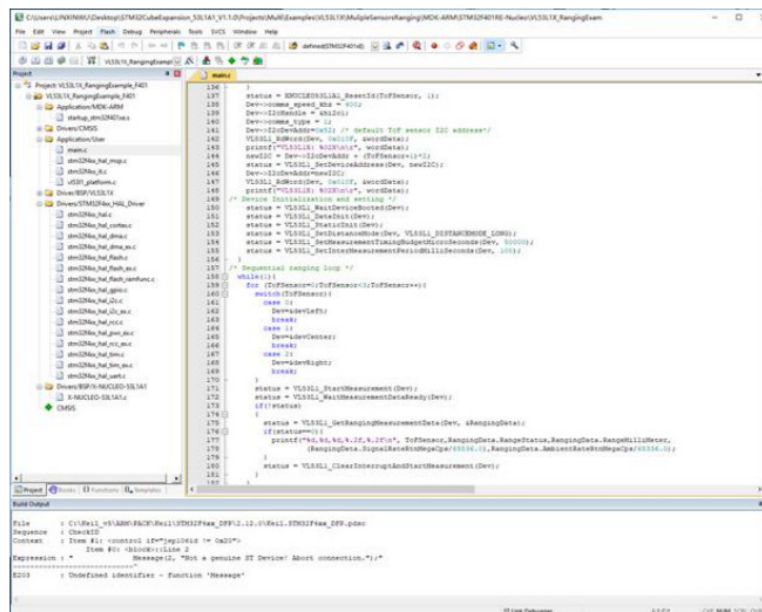 C:\Users\LINXINWU\Desktop\STM32CubeExpansion_53L1A1_V1.1.0\Projects\Multi\Examples\VL53L1X\MulipleSensorsRanging\MDK-ARM\STM32F401RE-Nucleo\VL53L1X_RangingExam
File Edit View Project Flash Debug Peripherals Tools SVCS Window Help
VL53L1X_RangingExampl
Project
main.c
Project: VL53L1X_RangingExample_F401
VL53L1X_RangingExample_F401
Application/MDK-ARM
startup_stm32f401xe.s
Drivers/CMSIS
Application/User
main.c
stm32f4xx_hal_msp.c
stm32f4xx_it.c
vl53l1_platform.c
Drivers/BSP/VL53L1X
Drivers/STM32F4xx_HAL_Driver
stm32f4xx_hal.c
stm32f4xx_hal_cortex.c
stm32f4xx_hal_dma.c
stm32f4xx_hal_dma_ex.c
stm32f4xx_hal_flash.c
stm32f4xx_hal_flash_ex.c
stm32f4xx_hal_flash_ramfunc.c
stm32f4xx_hal_gpio.c
stm32f4xx_hal_i2c.c
stm32f4xx_hal_i2c_ex.c
stm32f4xx_hal_rcc.c
stm32f4xx_hal_pwr_ex.c
stm32f4xx_hal_rcc_ex.c
stm32f4xx_hal_tim.c
stm32f4xx_hal_tim_ex.c
stm32f4xx_hal_uart.c
Drivers/BSP/X-NUCLEO-53L1A1
X-NUCLEO-53L1A1.c
CMSIS
136 }
137 status = XNUCLEO53L1A1_ResetId(ToFSensor, 1);
138 Dev->comms_speed_khz = 400;
139 Dev->I2cHandle = &hi2c1;
140 Dev->comms_type = 1;
141 Dev->I2cDevAddr=0x52; /* default ToF sensor I2C address*/
142 VL53L1_RdWord(Dev, 0x010F, &wordData);
143 printf("VL53L1X: %02X\n\r", wordData);
144 newI2C = Dev->I2cDevAddr + (ToFSensor+1)*2;
145 status = VL53L1_SetDeviceAddress(Dev, newI2C);
146 Dev->I2cDevAddr=newI2C;
147 VL53L1_RdWord(Dev, 0x010F, &wordData);
148 printf("VL53L1X: %02X\n\r", wordData);
149 /* Device Initialization and setting */
150 status = VL53L1_WaitDeviceBooted(Dev);
151 status = VL53L1_DataInit(Dev);
152 status = VL53L1_StaticInit(Dev);
153 status = VL53L1_SetDistanceMode(Dev, VL53L1_DISTANCEMODE_LONG);
154 status = VL53L1_SetMeasurementTimingBudgetMicroSeconds(Dev, 50000);
155 status = VL53L1_SetInterMeasurementPeriodMilliSeconds(Dev, 100);
156 }
157 /* Sequential ranging loop */
158 while(1){
159 for (ToFSensor=0;ToFSensor<3;ToFSensor++){
160 switch(ToFSensor){
161 case 0:
162 Dev=&devLeft;
163 break;
164 case 1:
165 Dev=&devCenter;
166 break;
167 case 2:
168 Dev=&devRight;
169 break;
170 }
171 status = VL53L1_StartMeasurement(Dev);
172 status = VL53L1_WaitMeasurementDataReady(Dev);
173 if(!status)
174 {
175 status = VL53L1_GetRangingMeasurementData(Dev, &RangingData);
176 if(status==0){
177 printf("%d,%d,%d,%.2f,%.2f\n", ToFSensor,RangingData.RangeStatus,RangingData.RangeMilliMeter,
178 (RangingData.SignalRateRtnMegaCps/65536.0),RangingData.AmbientRateRtnMegaCps/65336.0);
179 }
180 status = VL53L1_ClearInterruptAndStartMeasurement(Dev);
181 }
182 }
Project Books Functions Templates
Build Output
File : C:\Keil_v5\ARM\PACK\Keil\STM32F4xx_DFP\2.12.0\Keil.STM32F4xx_DFP.pdsc
Sequence : CheckID
Context : Item #1: <control if="jep106id != 0x20">
Item #0: <block>::Line 2
Expression : " Message(2, "Not a genuine ST Device! Abort connection.");"
E203 : Undefined identifier - function 'Message'
ST-Link Debugger